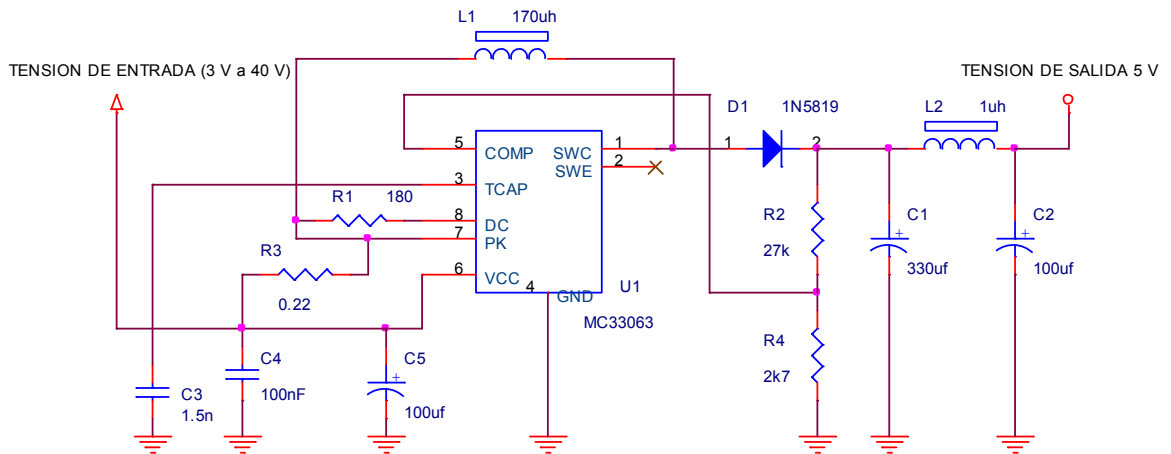 L1 170uh
TENSION DE ENTRADA (3 V a 40 V)
TENSION DE SALIDA 5 V
D1 1N5819
L2 1uh
5 COMP
3 TCAP
8 DC
7 PK
6 VCC
4 GND
SWC 1
SWE 2
1 2
R1 180
R3
0.22
U1
MC33063
R2
27k
C1
330uf
C2
100uf
R4
2k7
C3
1.5n
C4
100nF
C5
100uf
+
+
+